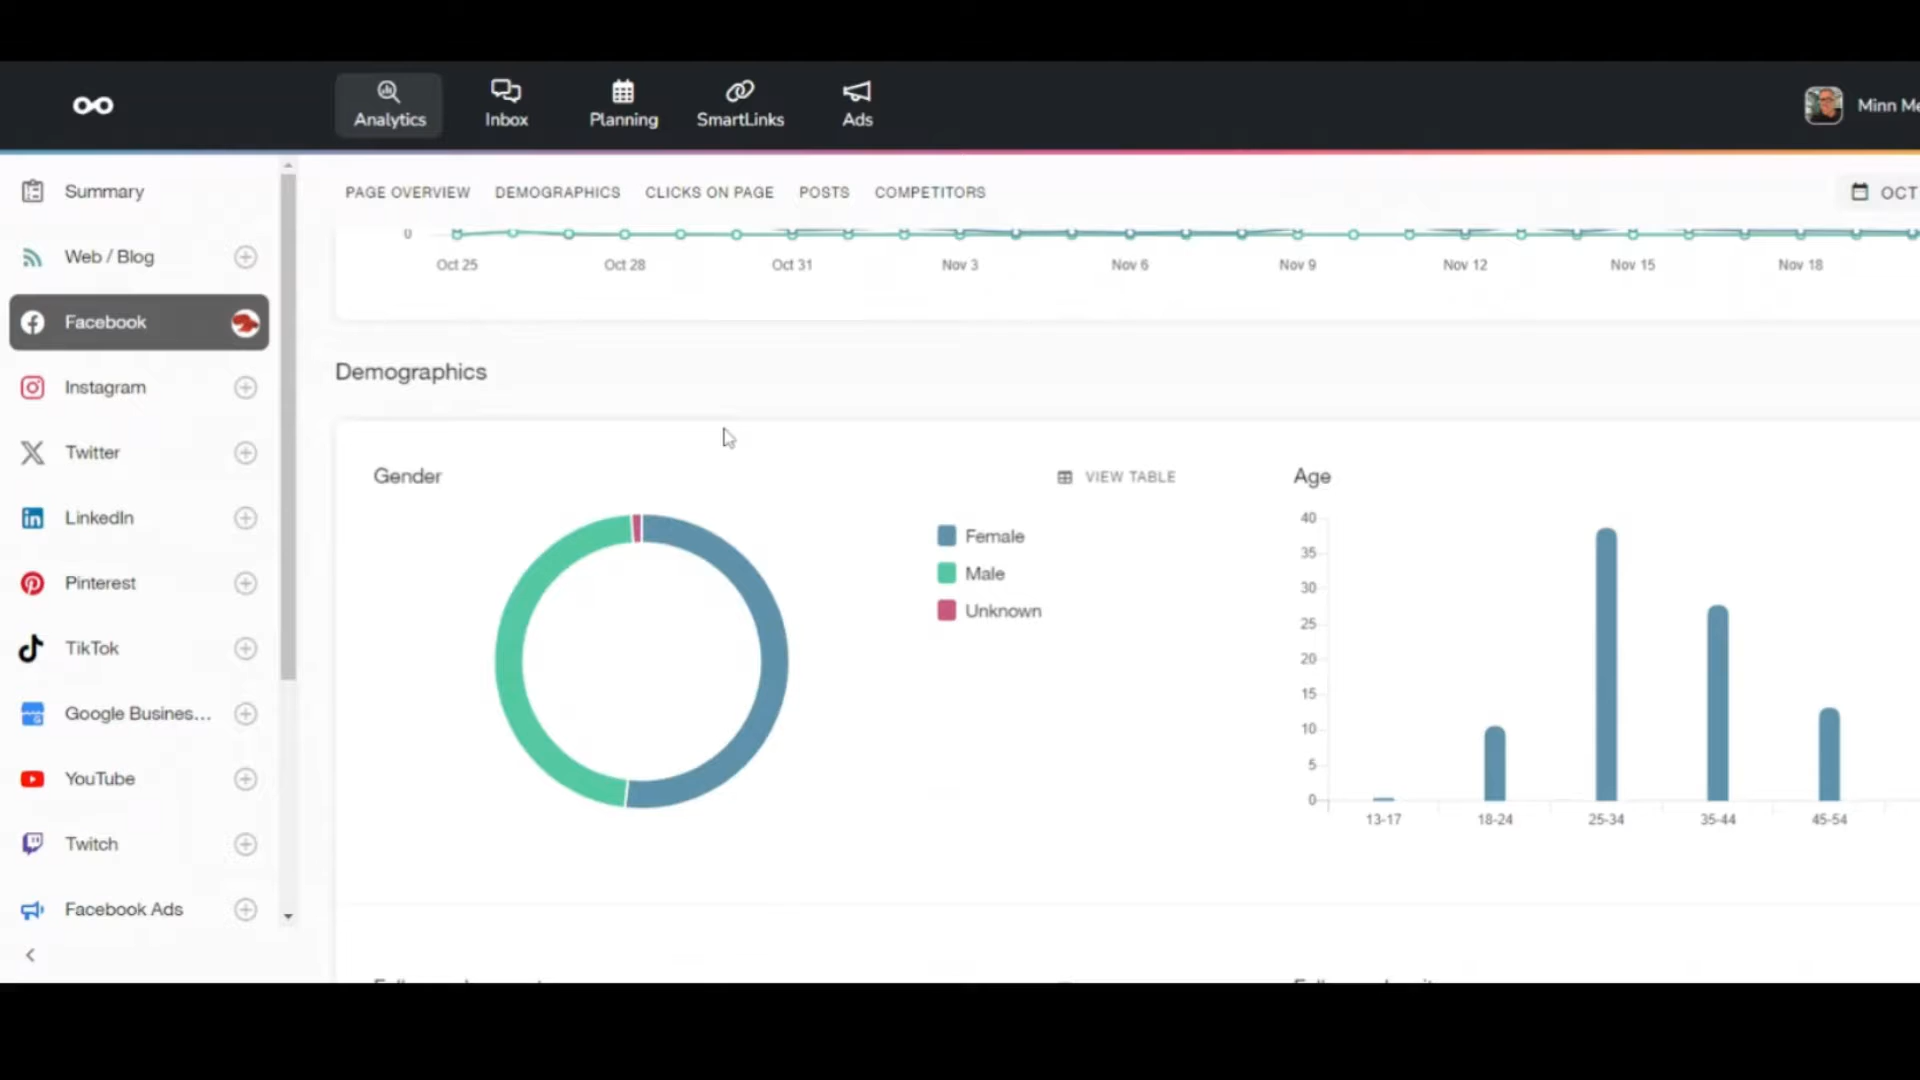 Analytics
Inbox
Planning
SmartLinks
Ads
Minn Me
Summary
Web / Blog
Facebook
Instagram
Twitter
LinkedIn
Pinterest
TikTok
Google Busines...
YouTube
Twitch
Facebook Ads
PAGE OVERVIEW
DEMOGRAPHICS
CLICKS ON PAGE
POSTS
COMPETITORS
OCT
0
Oct 25
Oct 28
Oct 31
Nov 3
Nov 6
Nov 9
Nov 12
Nov 15
Nov 18
Demographics
Gender
VIEW TABLE
Female
Male
Unknown
Age
40
35
30
25
20
15
10
5
0
13-17
18-24
25-34
35-44
45-54